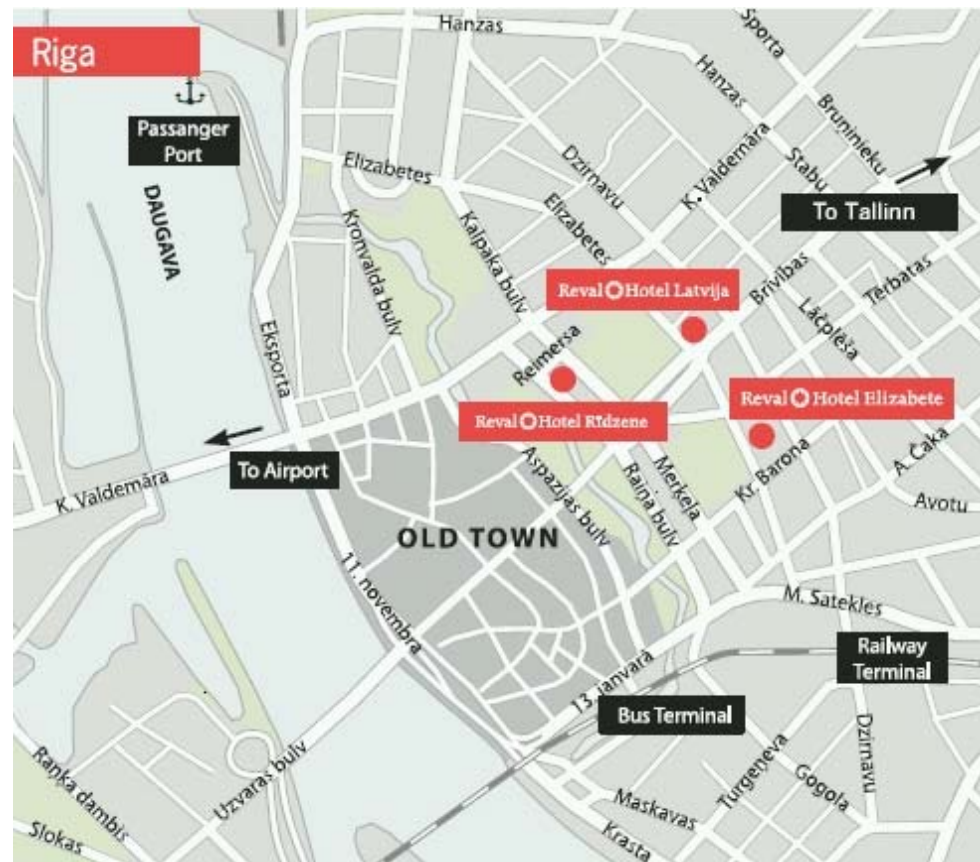 Riga
Hanzas
Sporta
Hanzas
Bruņinieku
Passanger
Port
Dzirnavu
K. Valdemāra
Stabu
Elizabetes
Elizabetes
To Tallinn
DAUGAVA
Kronvalda bulv
Kalpaka bulv
Brīvības
Tērbatas
Reval Hotel Latvija
Lāčplēša
Eksporta
Reimersa
Reval Hotel Elizabete
Reval Hotel Rīdzene
To Airport
K. Valdemāra
Aspazijas bulv
Raiņa bulv
Merķeļa
Kr. Barona
A. Čaka
Avotu
OLD TOWN
11. novembra
M. Satekles
Railway
Terminal
13. janvarā
Bus Terminal
Dzirnavu
Raņka dambis
Uzvaras bulv
Turgeņeva
Gogoļa
Maskavas
Slokas
Krasta